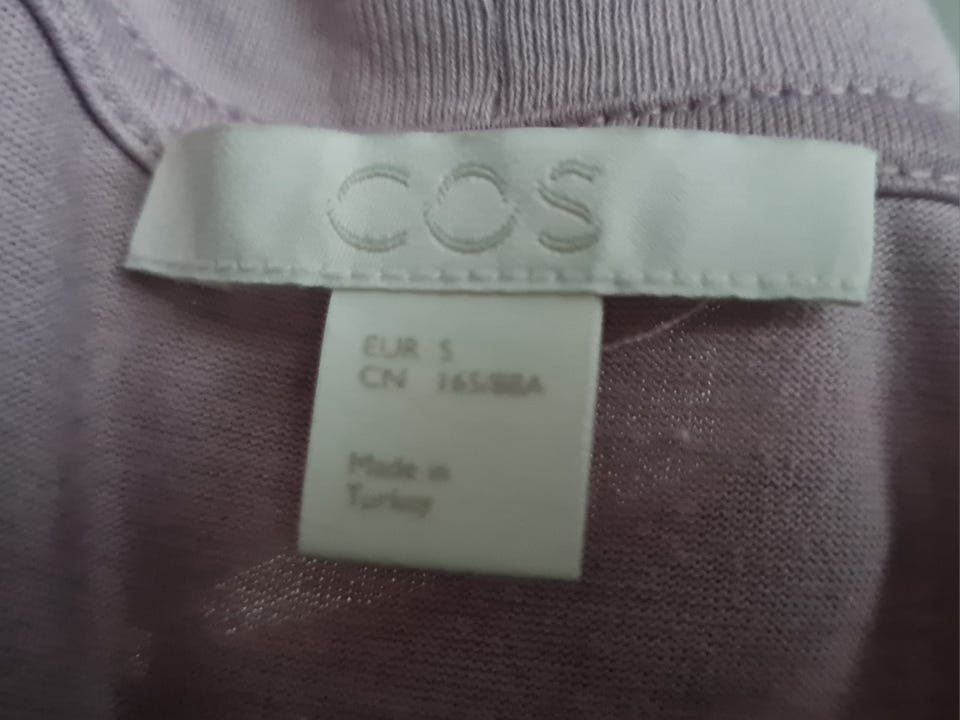 COS
EUR S
CN 165/88A
Made in
Turkey